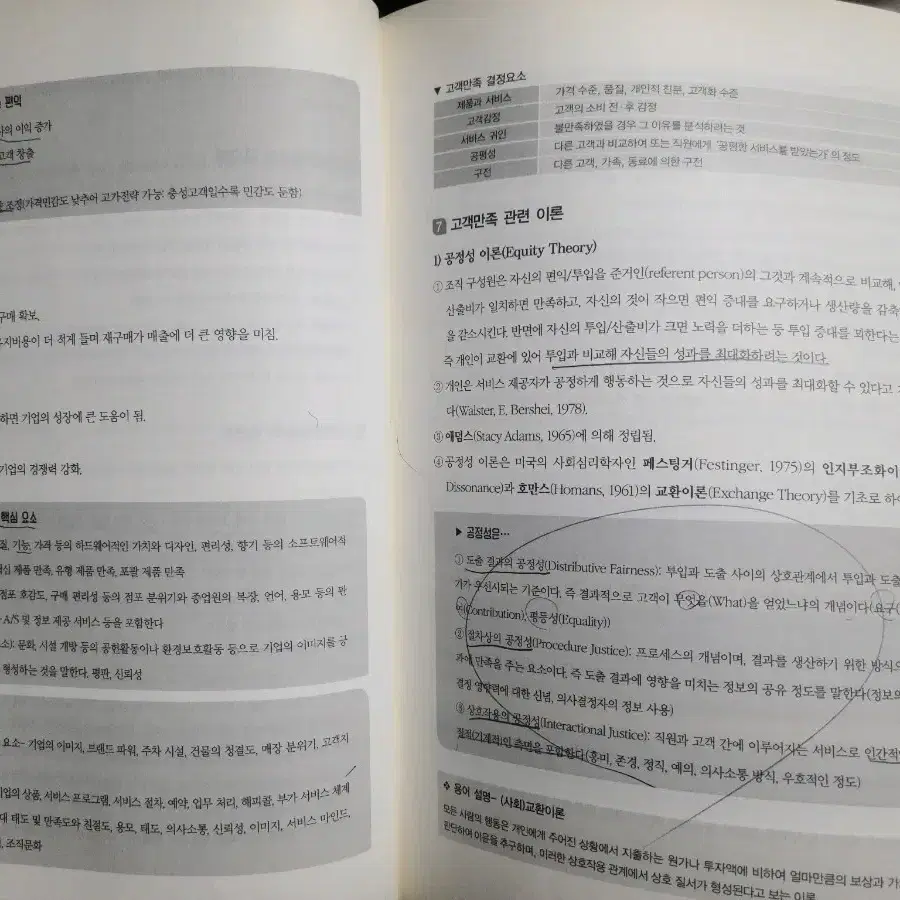 편익
사의 이익 증가
고객 창출
조정(가격민감도 낮추어 고가전략 가능: 충성고객일수록 민감도 둔함)
구매 확보.
유지비용이 더 적게 들며 재구매가 매출에 더 큰 영향을 미침.
하면 기업의 성장에 큰 도움이 됨.
기업의 경쟁력 강화.
핵심 요소
질, 기능, 가격 등의 하드웨어적인 가치와 디자인, 편리성, 향기 등의 소프트웨어적
핵심 제품 만족, 유형 제품 만족, 포괄 제품 만족
점포 호감도, 구매 편리성 등의 점포 분위기와 종업원의 복장, 언어, 용모 등의 판
A/S 및 정보 제공 서비스 등을 포함한다
소): 문화, 시설 개방 등의 공헌활동이나 환경보호활동 등으로 기업의 이미지를 긍
형성하는 것을 말한다. 평판, 신뢰성
요소- 기업의 이미지, 브랜드 파워, 주차 시설, 건물의 청결도, 매장 분위기, 고객지
기업의 상품, 서비스 프로그램, 서비스 절차, 예약, 업무 처리, 해피콜, 부가 서비스 체계
대 태도 및 만족도와 친절도, 용모, 태도, 의사소통, 신뢰성, 이미지, 서비스 마인드,
, 조직문화
▼ 고객만족 결정요소
제품과 서비스 가격 수준, 품질, 개인적 친분, 고객화 수준
고객감정 고객의 소비 전·후 감정
서비스 귀인 불만족하였을 경우 그 이유를 분석하려는 것
공평성 다른 고객과 비교하여 또는 직원에게 '공평한 서비스를 받았는가'의 정도
구전 다른 고객, 가족, 동료에 의한 구전
7 고객만족 관련 이론
1) 공정성 이론(Equity Theory)
① 조직 구성원은 자신의 편익/투입을 준거인(referent person)의 그것과 계속적으로 비교해,
산출비가 일치하면 만족하고, 자신의 것이 작으면 편익 증대를 요구하거나 생산량을 감축
을 감소시킨다. 반면에 자신의 투입/산출비가 크면 노력을 더하는 등 투입 증대를 꾀한다는
즉 개인이 교환에 있어 투입과 비교해 자신들의 성과를 최대화하려는 것이다.
② 개인은 서비스 제공자가 공정하게 행동하는 것으로 자신들의 성과를 최대화할 수 있다고
다(Walster, E. Bershei, 1978).
③ 애덤스(Stacy Adams, 1965)에 의해 정립됨.
④ 공정성 이론은 미국의 사회심리학자인 페스팅거(Festinger, 1975)의 인지부조화이
Dissonance)과 호만스(Homans, 1961)의 교환이론(Exchange Theory)를 기초로 하
▶ 공정성은…
① 도출 결과의 공정성(Distributive Fairness): 투입과 도출 사이의 상호관계에서 투입과 도출
기가 우선시되는 기준이다. 즉 결과적으로 고객이 무엇을(What)을 얻었느냐의 개념이다(요구(
여(Contribution), 평등성(Equality))
② 절차상의 공정성(Procedure Justice): 프로세스의 개념이며, 결과를 생산하기 위한 방식으
과에 만족을 주는 요소이다. 즉 도출 결과에 영향을 미치는 정보의 공유 정도를 말한다(정보의
결정 영향력에 대한 신념, 의사결정자의 정보 사용)
③ 상호작용의 공정성(Interactional Justice): 직원과 고객 간에 이루어지는 서비스로 인간적
절적(기계적)인 측면을 포함한다(흥미, 존경, 정직, 예의, 의사소통 방식, 우호적인 정도)
❖ 용어 설명- (사회)교환이론
모든 사람의 행동은 개인에게 주어진 상황에서 지출하는 원가나 투자액에 비하여 얼마만큼의 보상과 가
판단하여 이윤을 추구하며, 이러한 상호작용 관계에서 상호 질서가 형성된다고 보는 이론